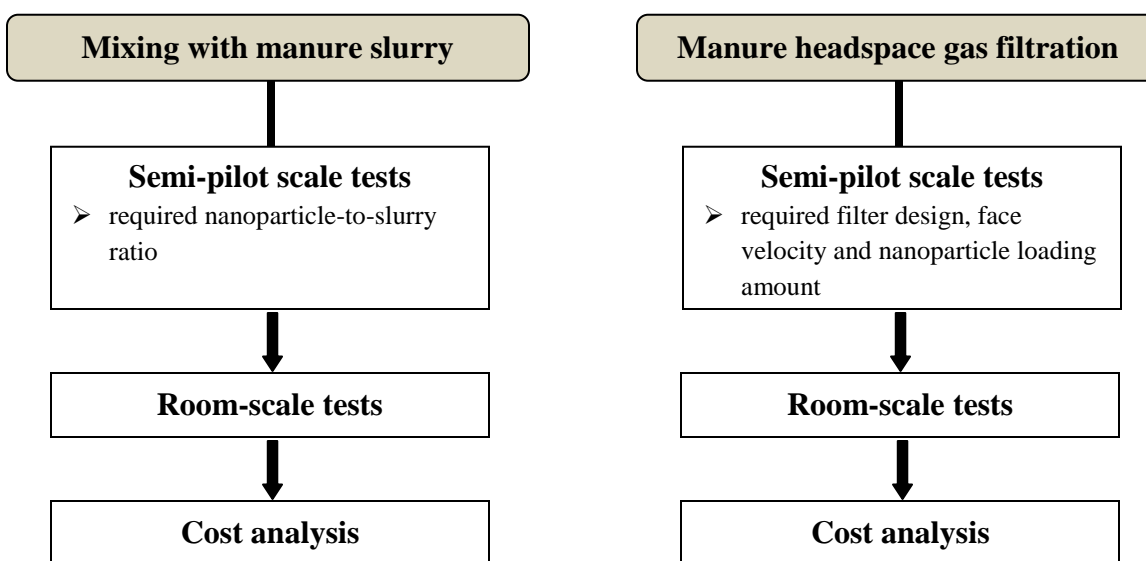 Mixing with manure slurry
Semi-pilot scale tests
➢ required nanoparticle-to-slurry
ratio
Room-scale tests
Cost analysis
Manure headspace gas filtration
Semi-pilot scale tests
➢ required filter design, face
velocity and nanoparticle loading
amount
Room-scale tests
Cost analysis